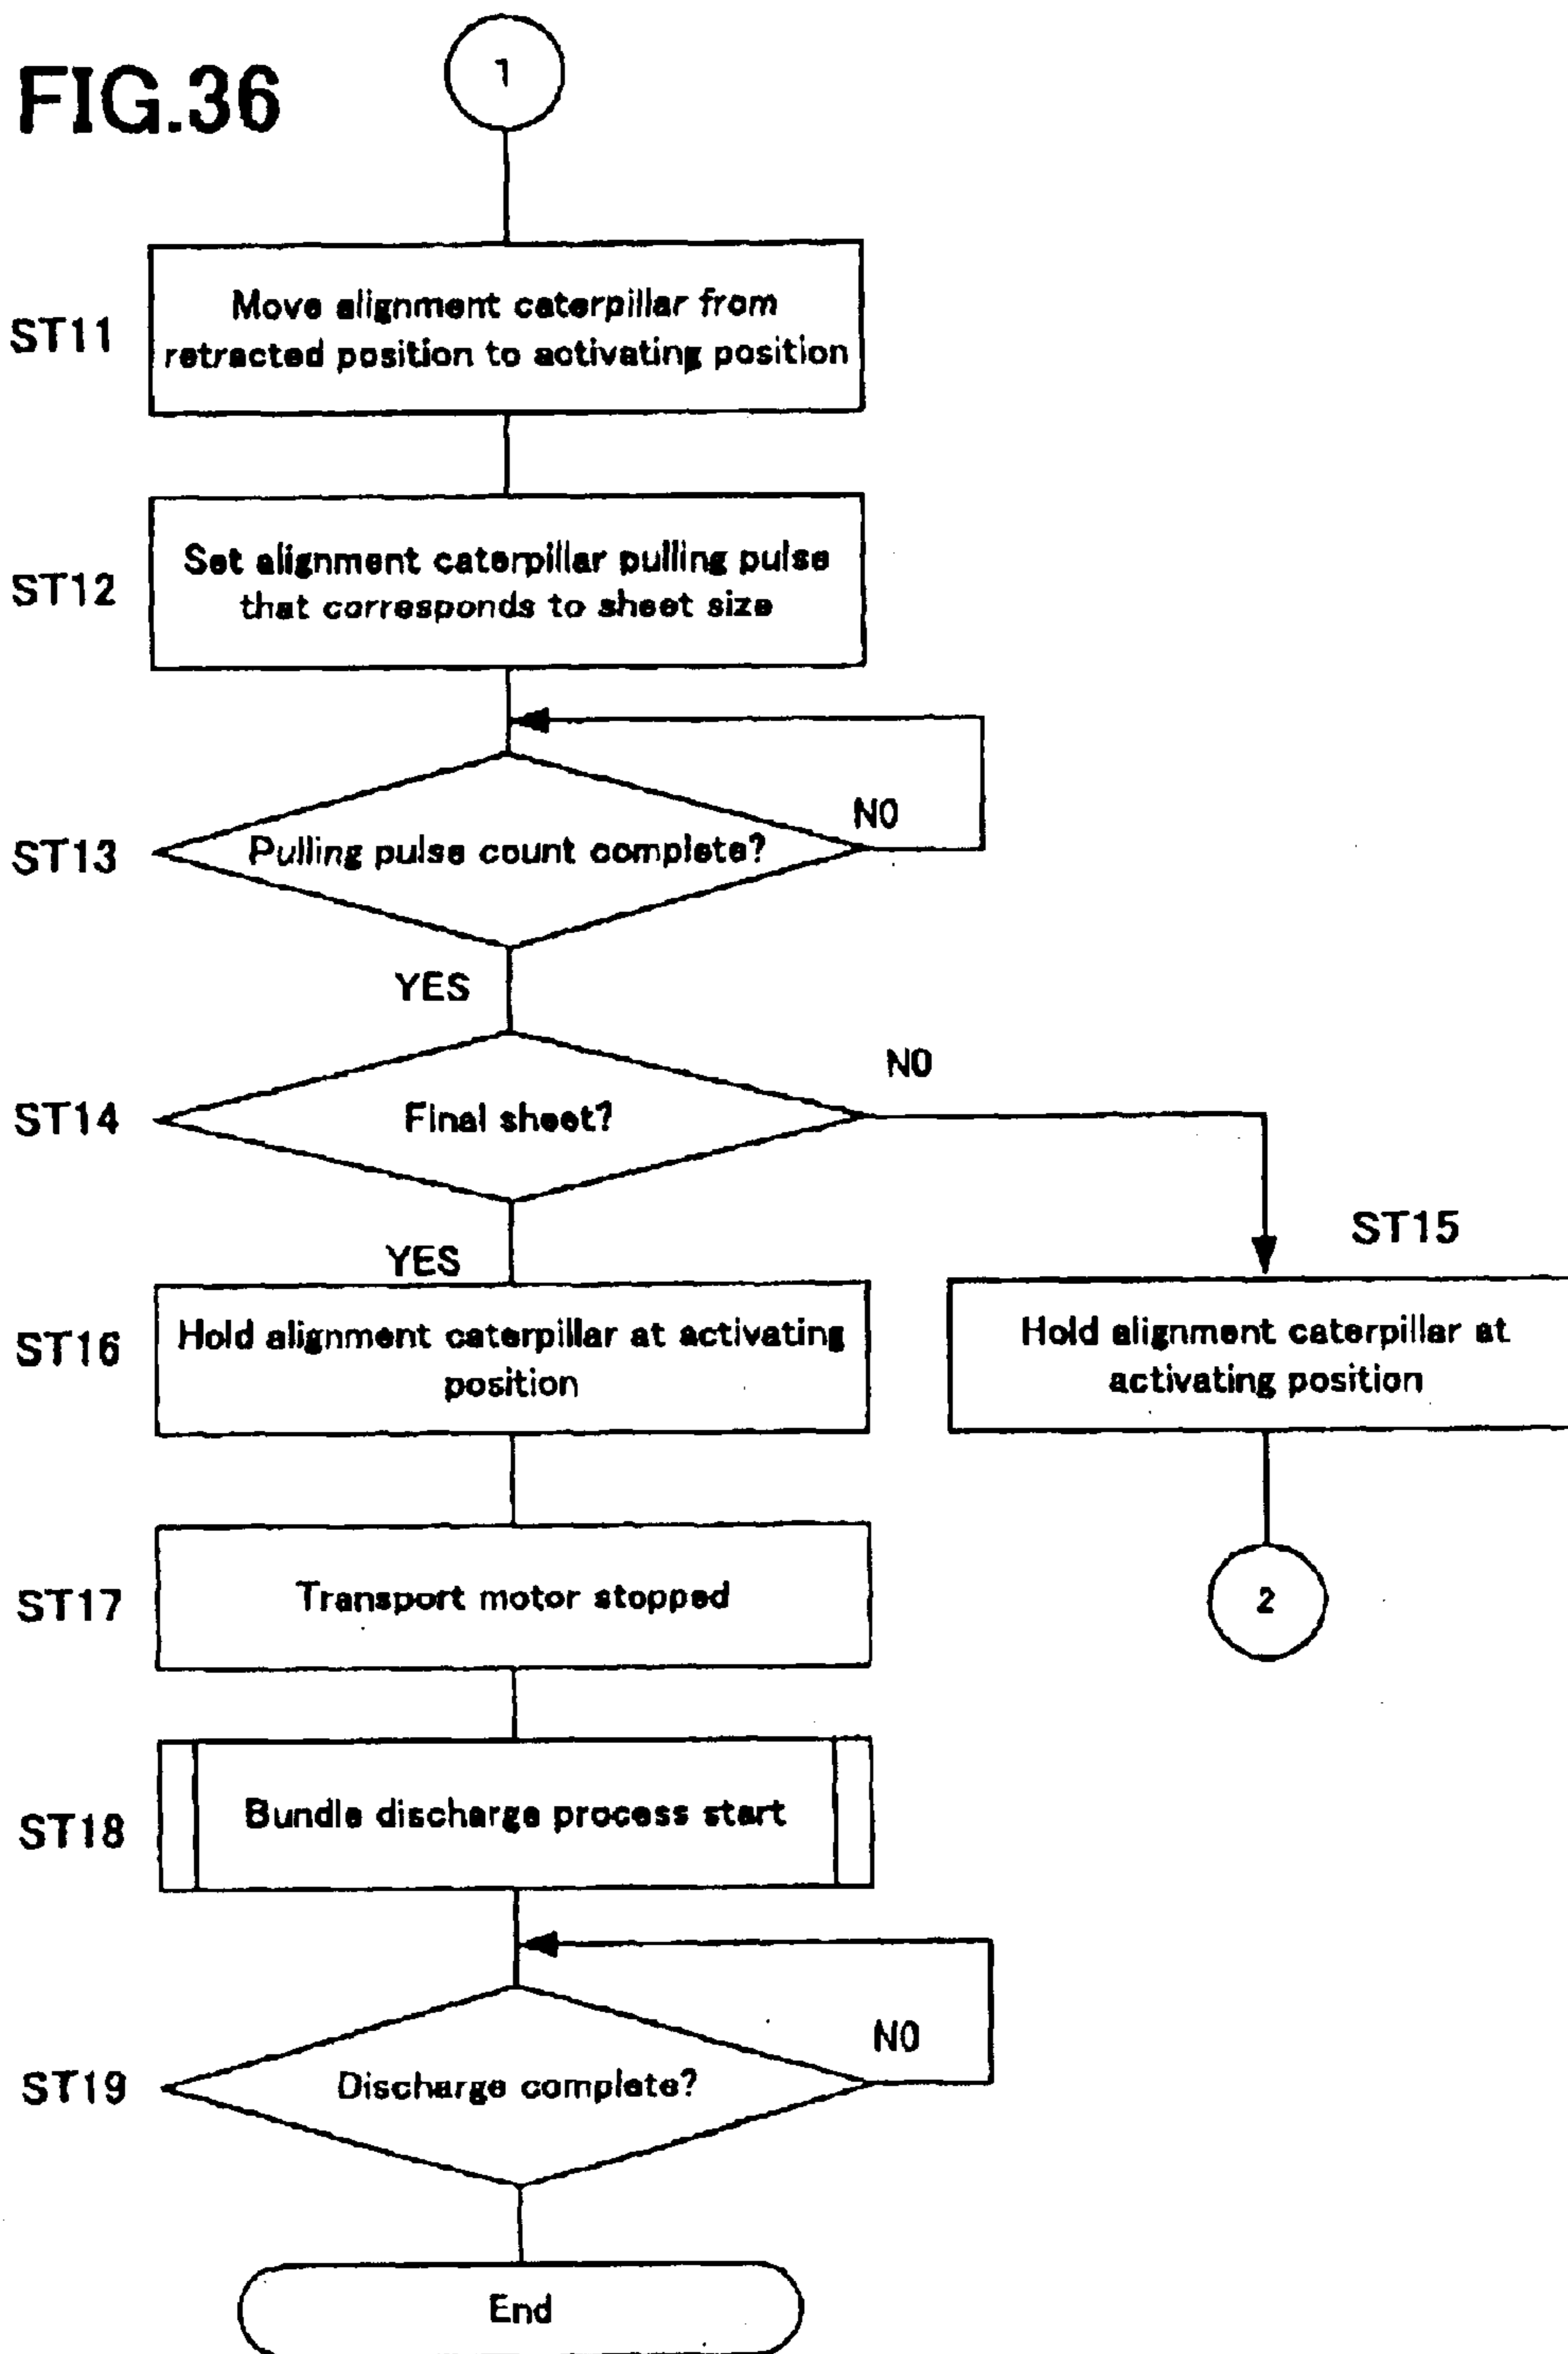 FIG.36
1
ST11
Move alignment caterpillar from
retracted position to activating position
ST12
Set alignment caterpillar pulling pulse
that corresponds to sheet size
ST13
Pulling pulse count complete?
NO
YES
ST14
Final sheet?
NO
YES
ST15
ST16
Hold alignment caterpillar at activating
position
Hold alignment caterpillar at
activating position
ST17
Transport motor stopped
2
ST18
Bundle discharge process start
ST19
Discharge complete?
NO
End